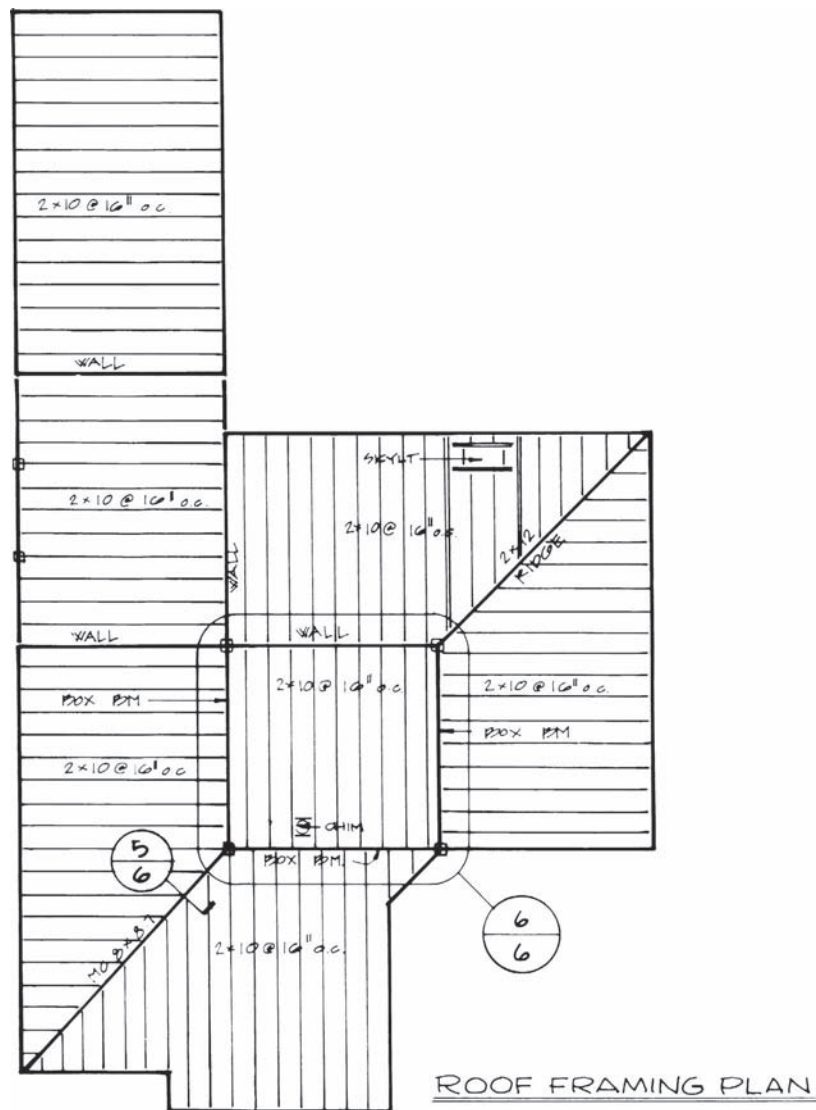 2×10 @ 16" o.c.
WALL
SKYLT
2×10 @ 16" o.c.
2×10 @ 16" o.c.
WALL
2×12
RIDGE
WALL
WALL
2×10 @ 16" o.c.
2×10 @ 16" o.c.
BOX BM
BOX BM
2×10 @ 16" o.c.
CHIM
5
6
BOX BM.
6
6
2×10 @ 16" o.c.
ROOF FRAMING PLAN